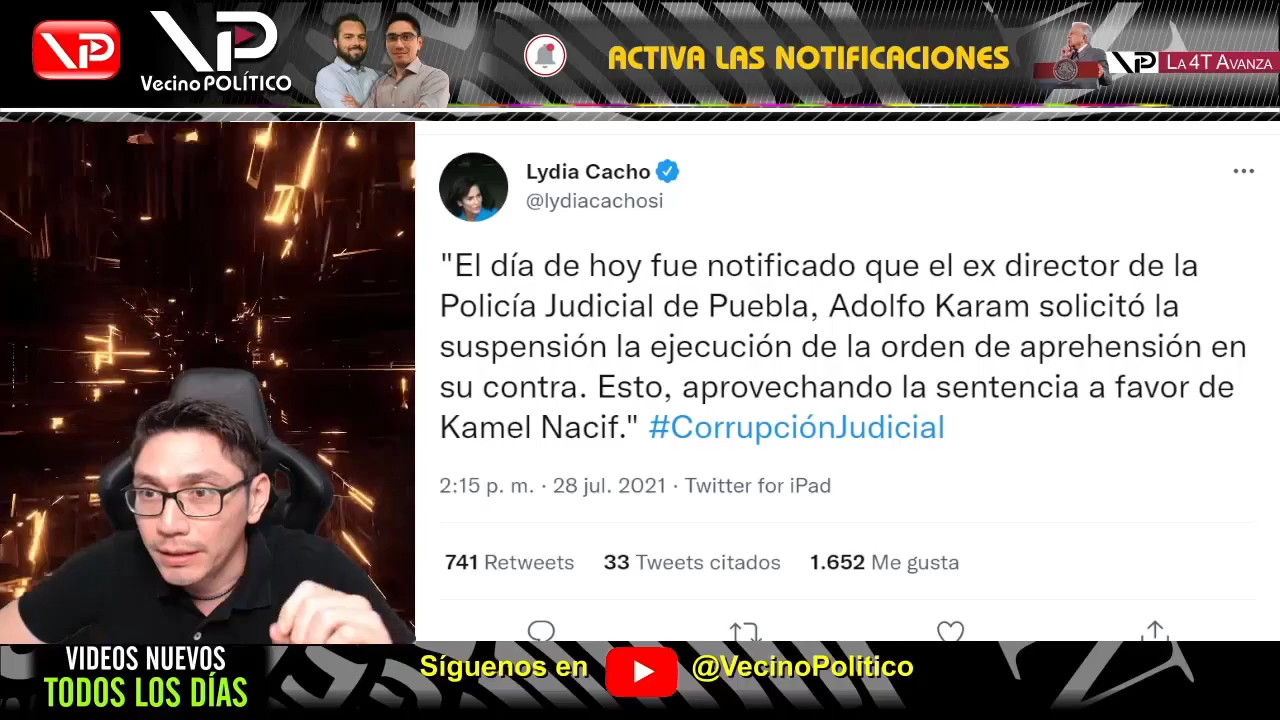 VP
VP
Vecino POLÍTICO
ACTIVA LAS NOTIFICACIONES
VP LA 4T AVANZA
Lydia Cacho
@lydiacachosi
"El día de hoy fue notificado que el ex director de la
Policía Judicial de Puebla, Adolfo Karam solicitó la
suspensión la ejecución de la orden de aprehensión en
su contra. Esto, aprovechando la sentencia a favor de
Kamel Nacif." #CorrupciónJudicial
2:15 p. m. · 28 jul. 2021 · Twitter for iPad
741 Retweets 33 Tweets citados 1.652 Me gusta
VIDEOS NUEVOS
TODOS LOS DÍAS
Síguenos en @VecinoPolitico